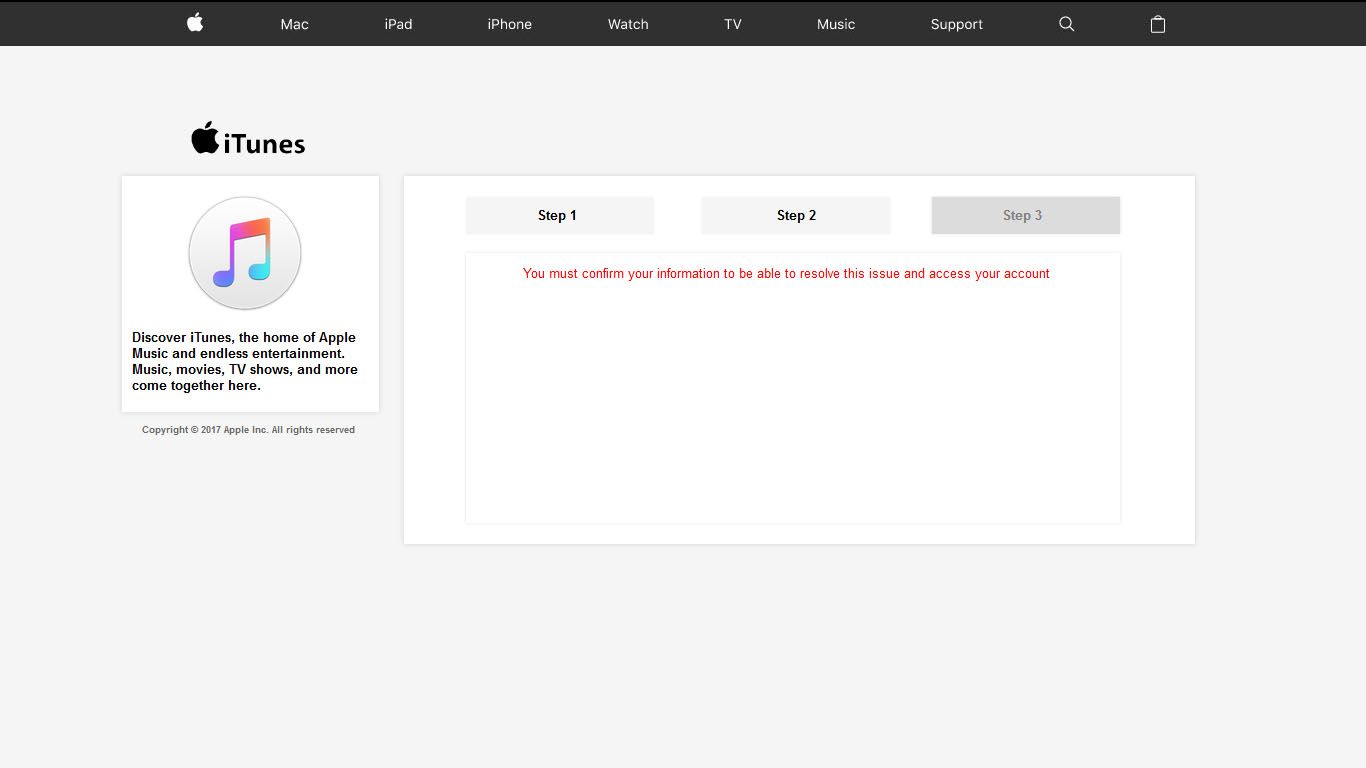 Mac iPad iPhone Watch TV Music Support
iTunes
Step 1 Step 2 Step 3
You must confirm your information to be able to resolve this issue and access your account
Discover iTunes, the home of Apple
Music and endless entertainment.
Music, movies, TV shows, and more
come together here.
Copyright © 2017 Apple Inc. All rights reserved